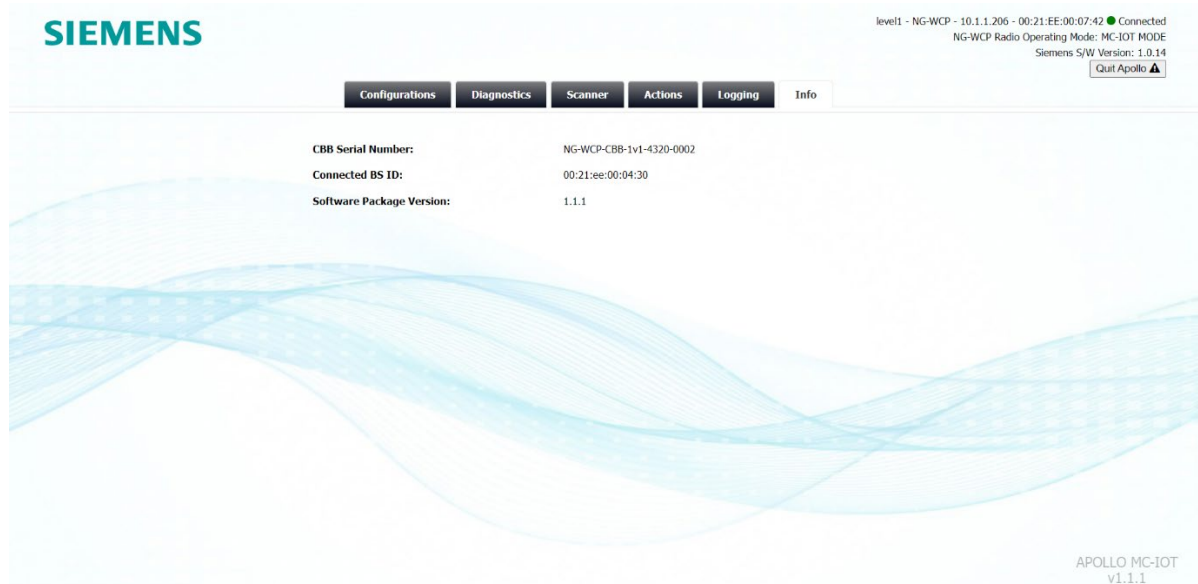 SIEMENS
level1 - NG-WCP - 10.1.1.206 - 00:21:EE:00:07:42 Connected
NG-WCP Radio Operating Mode: MC-IOT MODE
Siemens S/W Version: 1.0.14
Quit Apollo
Configurations Diagnostics Scanner Actions Logging Info
CBB Serial Number: NG-WCP-CBB-1v1-4320-0002
Connected BS ID: 00:21:ee:00:04:30
Software Package Version: 1.1.1
APOLLO MC-IOT
v1.1.1